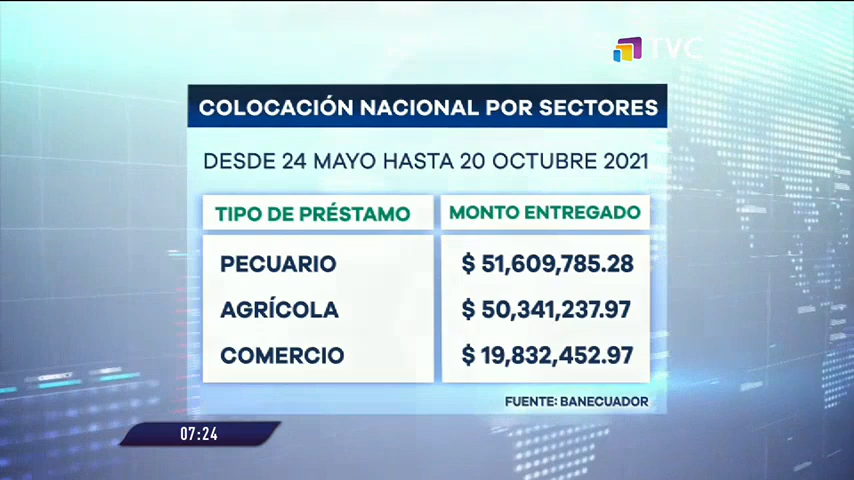 TVC
COLOCACIÓN NACIONAL POR SECTORES
DESDE 24 MAYO HASTA 20 OCTUBRE 2021
TIPO DE PRÉSTAMO MONTO ENTREGADO
PECUARIO $ 51,609,785.28
AGRÍCOLA $ 50,341,237.97
COMERCIO $ 19,832,452.97
FUENTE: BANECUADOR
07:24